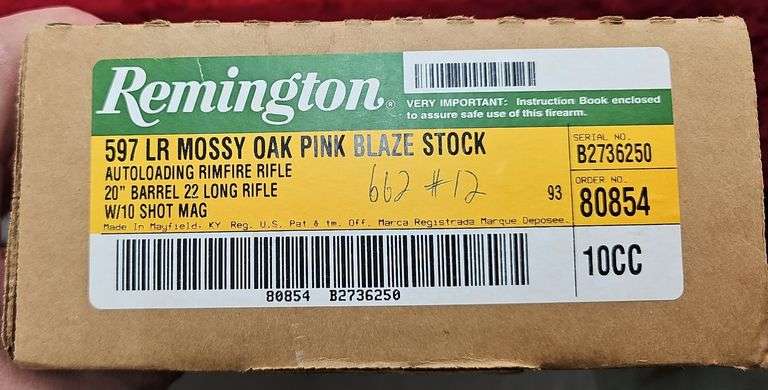 Remington®
VERY IMPORTANT: Instruction Book enclosed
to assure safe use of this firearm.
597 LR MOSSY OAK PINK BLAZE STOCK
AUTOLOADING RIMFIRE RIFLE
20" BARREL 22 LONG RIFLE
W/10 SHOT MAG
662 #12
93
Made In Mayfield, KY Reg. U.S. Pat & tm. Off. Marca Registrada Marque Deposee.
SERIAL NO.
B2736250
ORDER NO.
80854
10CC
80854 B2736250